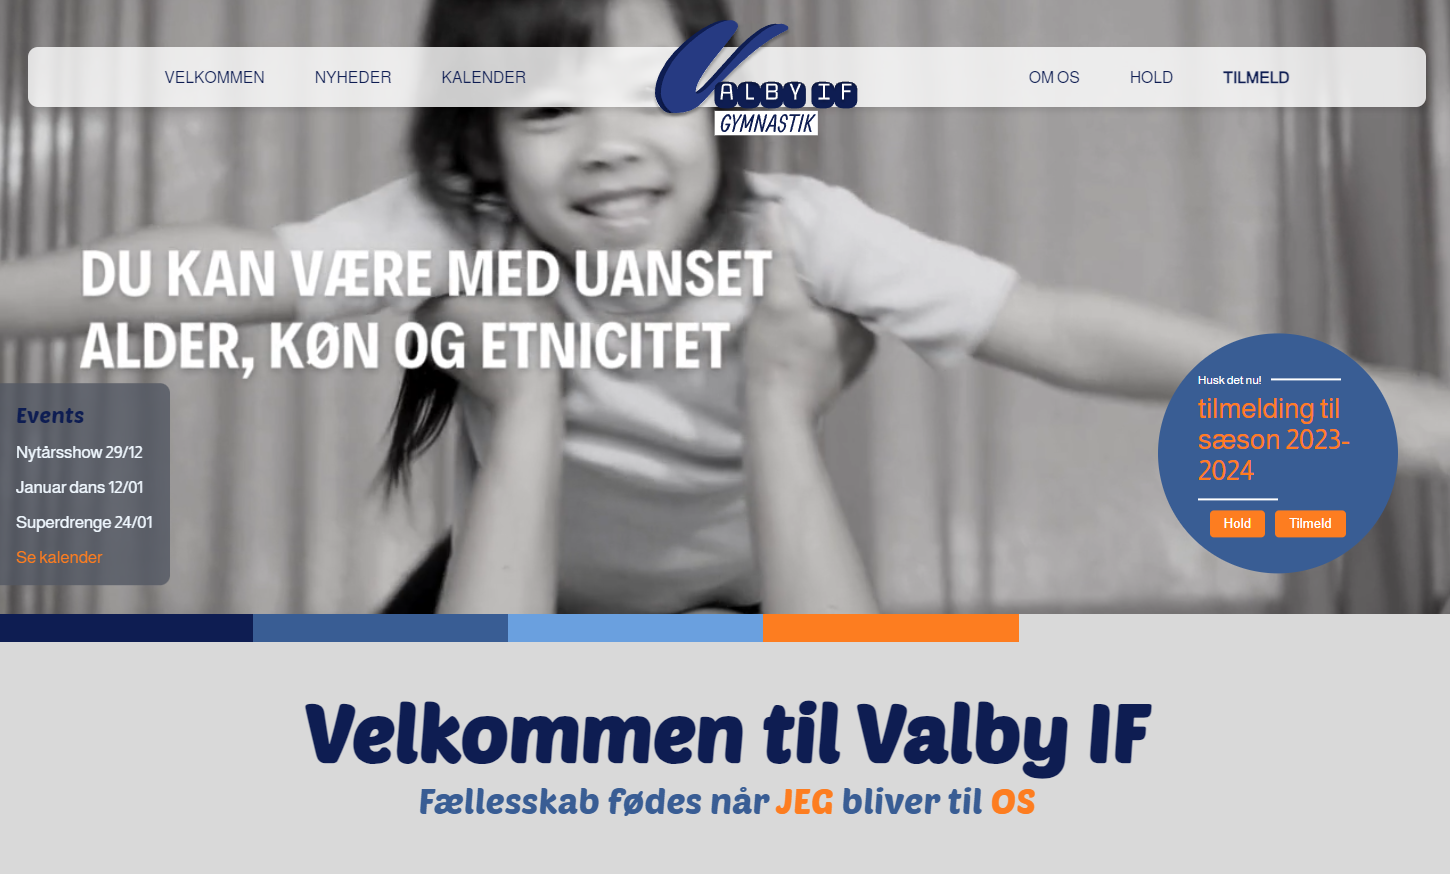 VELKOMMEN NYHEDER KALENDER
ALBY IF
GYMNASTIK
OM OS HOLD TILMELD
DU KAN VÆRE MED UANSET
ALDER, KØN OG ETNICITET
Events
Nytårsshow 29/12
Januar dans 12/01
Superdrenge 24/01
Se kalender
Husk det nu!
tilmelding til
sæson 2023-
2024
Hold Tilmeld
Velkommen til Valby IF
Fællesskab fødes når JEG bliver til OS